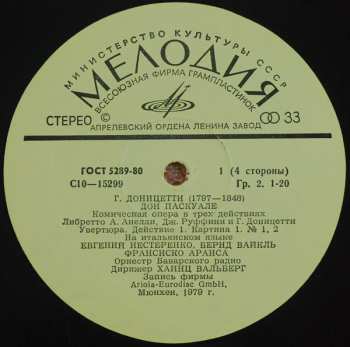 МИНИСТЕРСТВО КУЛЬТУРЫ СССР
МЕЛОДИЯ
ВСЕСОЮЗНАЯ ФИРМА ГРАМПЛАСТИНОК
СТЕРЕО Ⓟ 33
АПРЕЛЕВСКИЙ ОРДЕНА ЛЕНИНА ЗАВОД
ГОСТ 5289-80 1 (4 стороны)
С10—15299 Гр. 2. 1-20
Г. ДОНИЦЕТТИ (1797—1848)
ДОН ПАСКУАЛЕ
Комическая опера в трех действиях
Либретто А. Анелли, Дж. Руффини и Г. Доницетти
Увертюра. Действие 1. Картина 1. № 1, 2
На итальянском языке
ЕВГЕНИЙ НЕСТЕРЕНКО, БЕРНД ВАЙКЛЬ
ФРАНСИСКО АРАИСА
Оркестр Баварского радио
Дирижер ХАЙНЦ ВАЛЬБЕРГ
Запись фирмы
Ariola-Eurodisc GmbH,
Мюнхен, 1979 г.